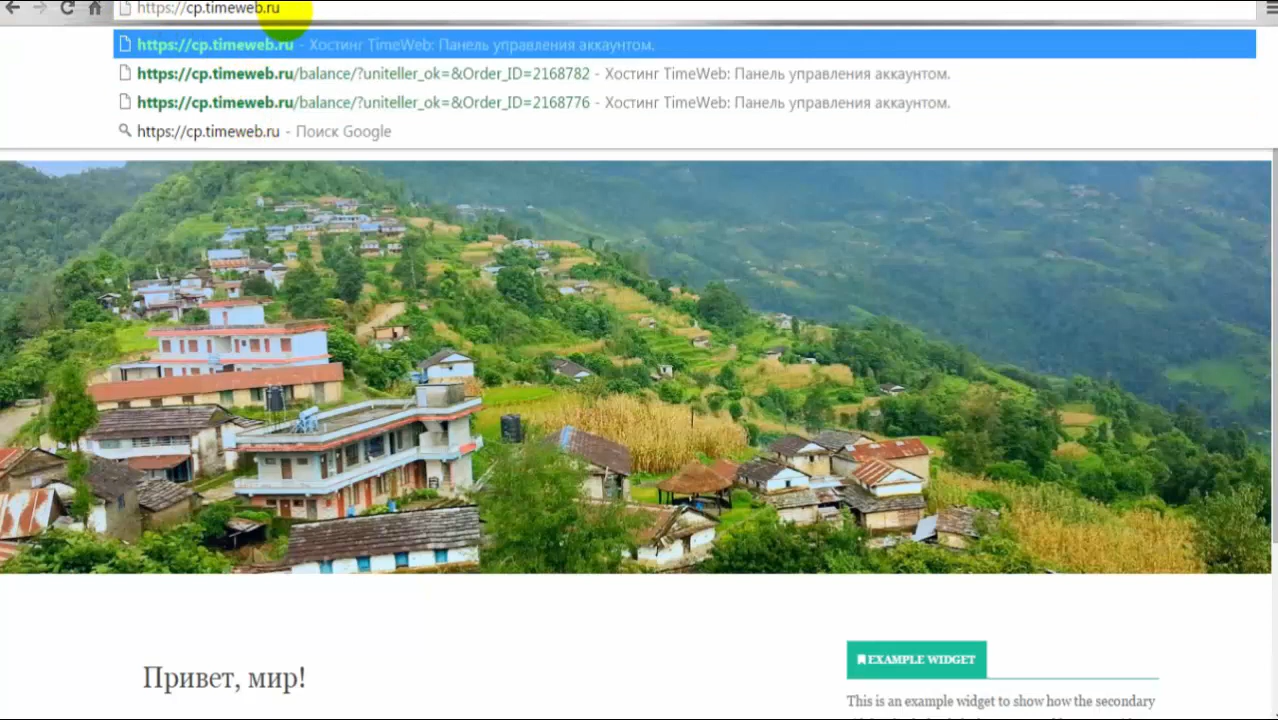 https://cp.timeweb.ru
https://cp.timeweb.ru - Хостинг TimeWeb: Панель управления аккаунтом.
https://cp.timeweb.ru/balance/?uniteller_ok=&Order_ID=2168782 - Хостинг TimeWeb: Панель управления аккаунтом.
https://cp.timeweb.ru/balance/?uniteller_ok=&Order_ID=2168776 - Хостинг TimeWeb: Панель управления аккаунтом.
https://cp.timeweb.ru - Поиск Google
Привет, мир!
EXAMPLE WIDGET
This is an example widget to show how the secondary